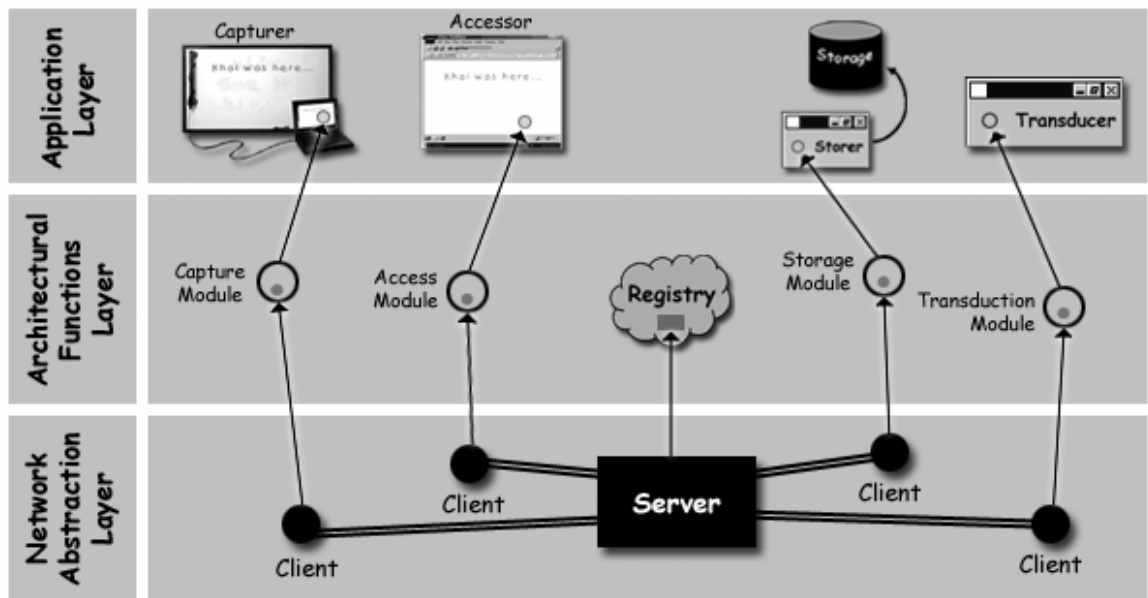 Application
Layer
Capturer
Khai was here...
Accessor
Khai was here...
Storage
Storer
Transducer
Architectural
Functions
Layer
Capture
Module
Access
Module
Registry
Storage
Module
Transduction
Module
Network
Abstraction
Layer
Client
Client
Server
Client
Client